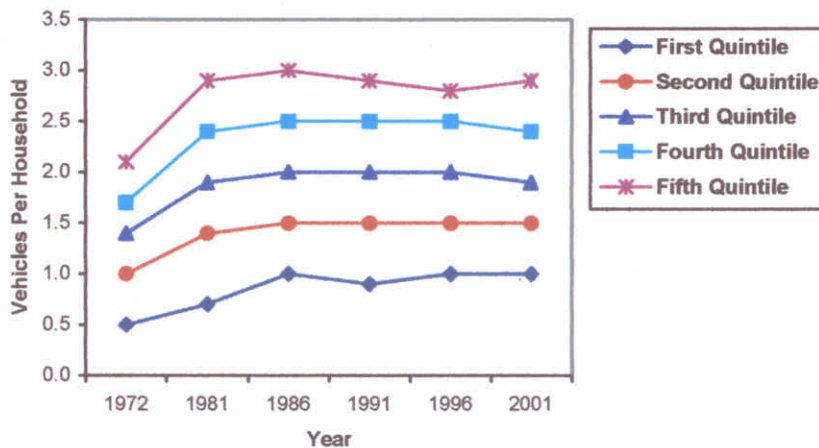 3.5
3.0
2.5
2.0
1.5
1.0
0.5
0.0
Vehicles Per Household
1972 1981 1986 1991 1996 2001
Year
First Quintile
Second Quintile
Third Quintile
Fourth Quintile
Fifth Quintile